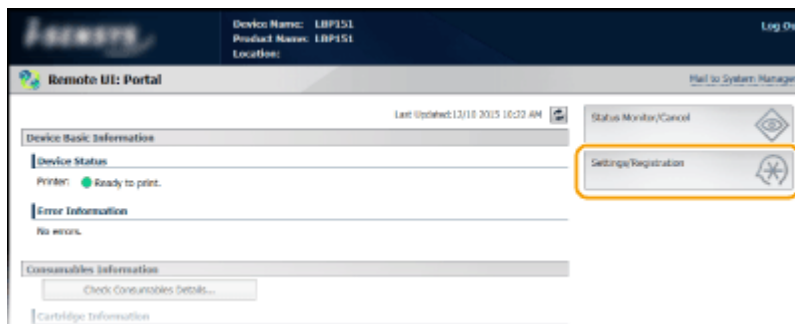 i-SENSYS
Device Name: LBP151
Product Name: LBP151
Location:
Log Ou
Remote UI: Portal
Mail to System Manager
Last Updated:12/10 2015 10:22 AM
Device Basic Information
Device Status
Printer: Ready to print.
Error Information
No errors.
Consumables Information
Check Consumables Details...
Cartridge Information
Status Monitor/Cancel
Settings/Registration